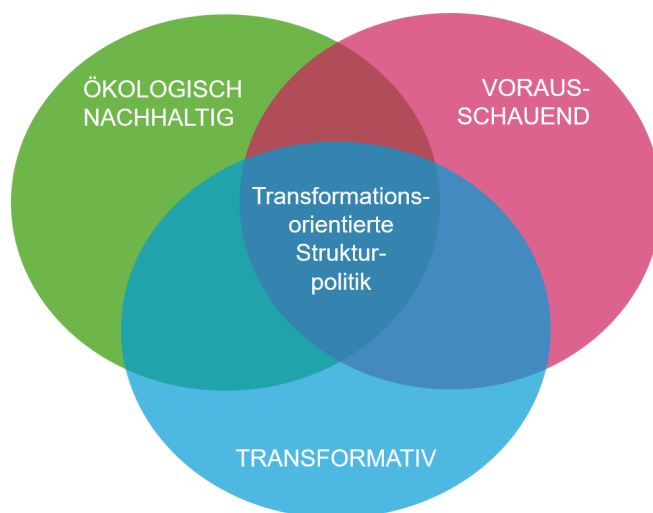 ÖKOLOGISCH
NACHHALTIG
VORAUS-
SCHAUEND
Transformations-
orientierte
Struktur-
politik
TRANSFORMATIV